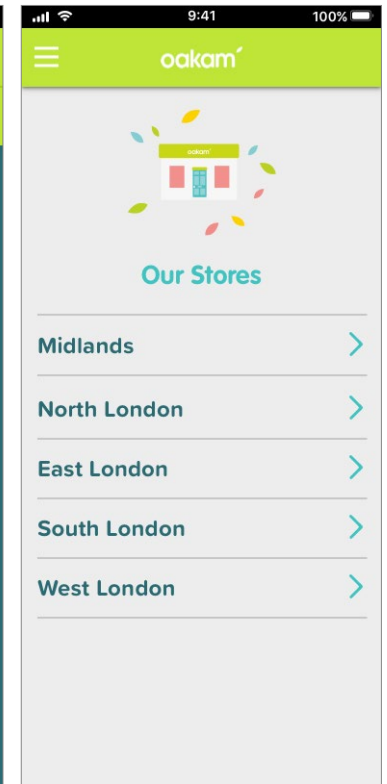 9:41
100%
oakam´
oakam´
Our Stores
Midlands
North London
East London
South London
West London